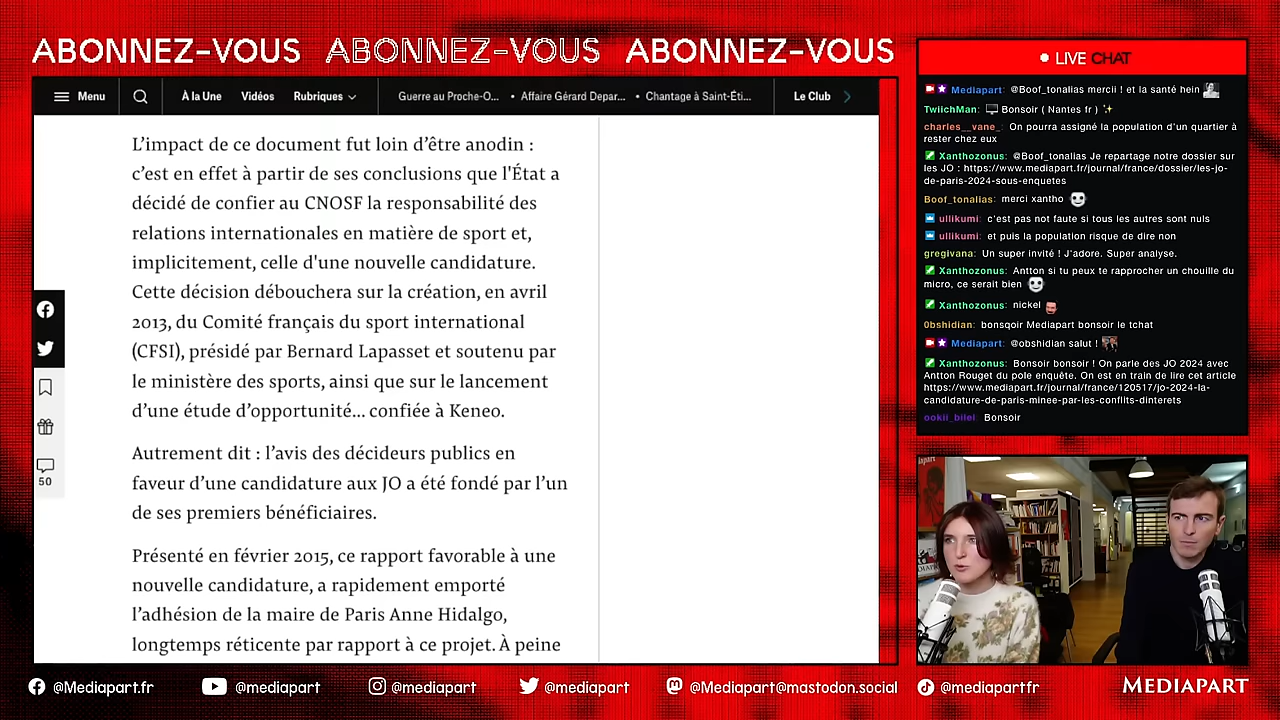 ABONNEZ-VOUS ABONNEZ-VOUS ABONNEZ-VOUS
Menu
À la Une Vidéos Rubriques
Guerre au Proche-O... • Affaire Gérard Depar... • Chantage à Saint-Éti...
Le Club
L’impact de ce document fut loin d’être anodin :
c’est en effet à partir de ses conclusions que l'État a
décidé de confier au CNOSF la responsabilité des
relations internationales en matière de sport et,
implicitement, celle d'une nouvelle candidature.
Cette décision débouchera sur la création, en avril
2013, du Comité français du sport international
(CFSI), présidé par Bernard Lapasset et soutenu par
le ministère des sports, ainsi que sur le lancement
d’une étude d’opportunité… confiée à Keneo.
Autrement dit : l’avis des décideurs publics en
faveur d’une candidature aux JO a été fondé par l’un
de ses premiers bénéficiaires.
Présenté en février 2015, ce rapport favorable à une
nouvelle candidature, a rapidement emporté
l’adhésion de la maire de Paris Anne Hidalgo,
longtemps réticente par rapport à ce projet. À peine
50
LIVE CHAT
Mediapart: @Boof_tonalias mercii ! et la santé hein
TwiichMan: Bonsoir ( Nantes fr )
charles__vane_: On pourra assigné la population d'un quartier à
rester chez eux
Xanthozonus: @Boof_tonalias Je repartage notre dossier sur
les JO : https://www.mediapart.fr/journal/france/dossier/les-jo-
de-paris-2024-sous-enquetes
Boof_tonalias: merci xantho
ullikumi: c'est pas not faute si tous les autres sont nuls
ullikumi: et puis la population risque de dire non
gregivana: Un super invité ! J'adore. Super analyse.
Xanthozonus: Antton si tu peux te rapprocher un chouille du
micro, ce serait bien
Xanthozonus: nickel
0bshidian: bonsqoir Mediapart bonsoir le tchat
Mediapart: @obshidian salut !
Xanthozonus: Bonsoir bonsoir ! On parle des JO 2024 avec
Antton Rouget du pole enquête. On est en train de lire cet article
https://www.mediapart.fr/journal/france/120517/jo-2024-la-
candidature-de-paris-minee-par-les-conflits-dinterets
ookii_bilel: Bonsoir
@Mediapart.fr @mediapart @mediapart @mediapart @Mediapart@mastodon.social @mediapartfr MEDIAPART